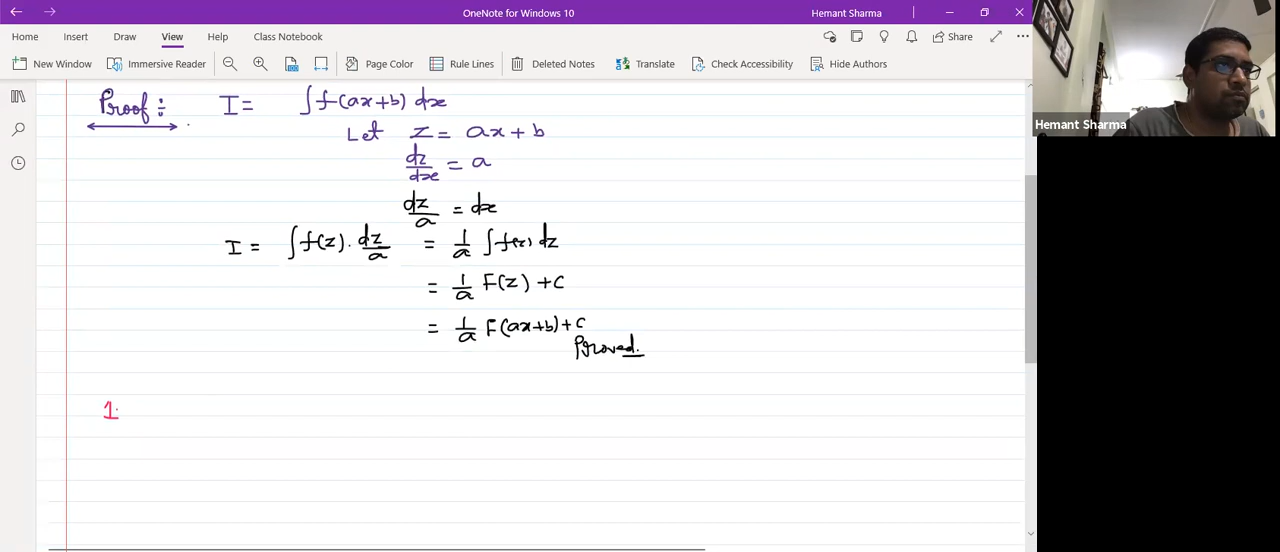 OneNote for Windows 10
Hemant Sharma
Home Insert Draw View Help Class Notebook
Share
New Window Immersive Reader Page Color Rule Lines Deleted Notes Translate Check Accessibility Hide Authors
Hemant Sharma
Proof : I = ∫f(ax+b) dx
Let z = ax + b
dz/dx = a
dz/a = dx
I = ∫f(z). dz/a = 1/a ∫f(z) dz
= 1/a F(z) + c
= 1/a F(ax+b) + c
Proved.
1.